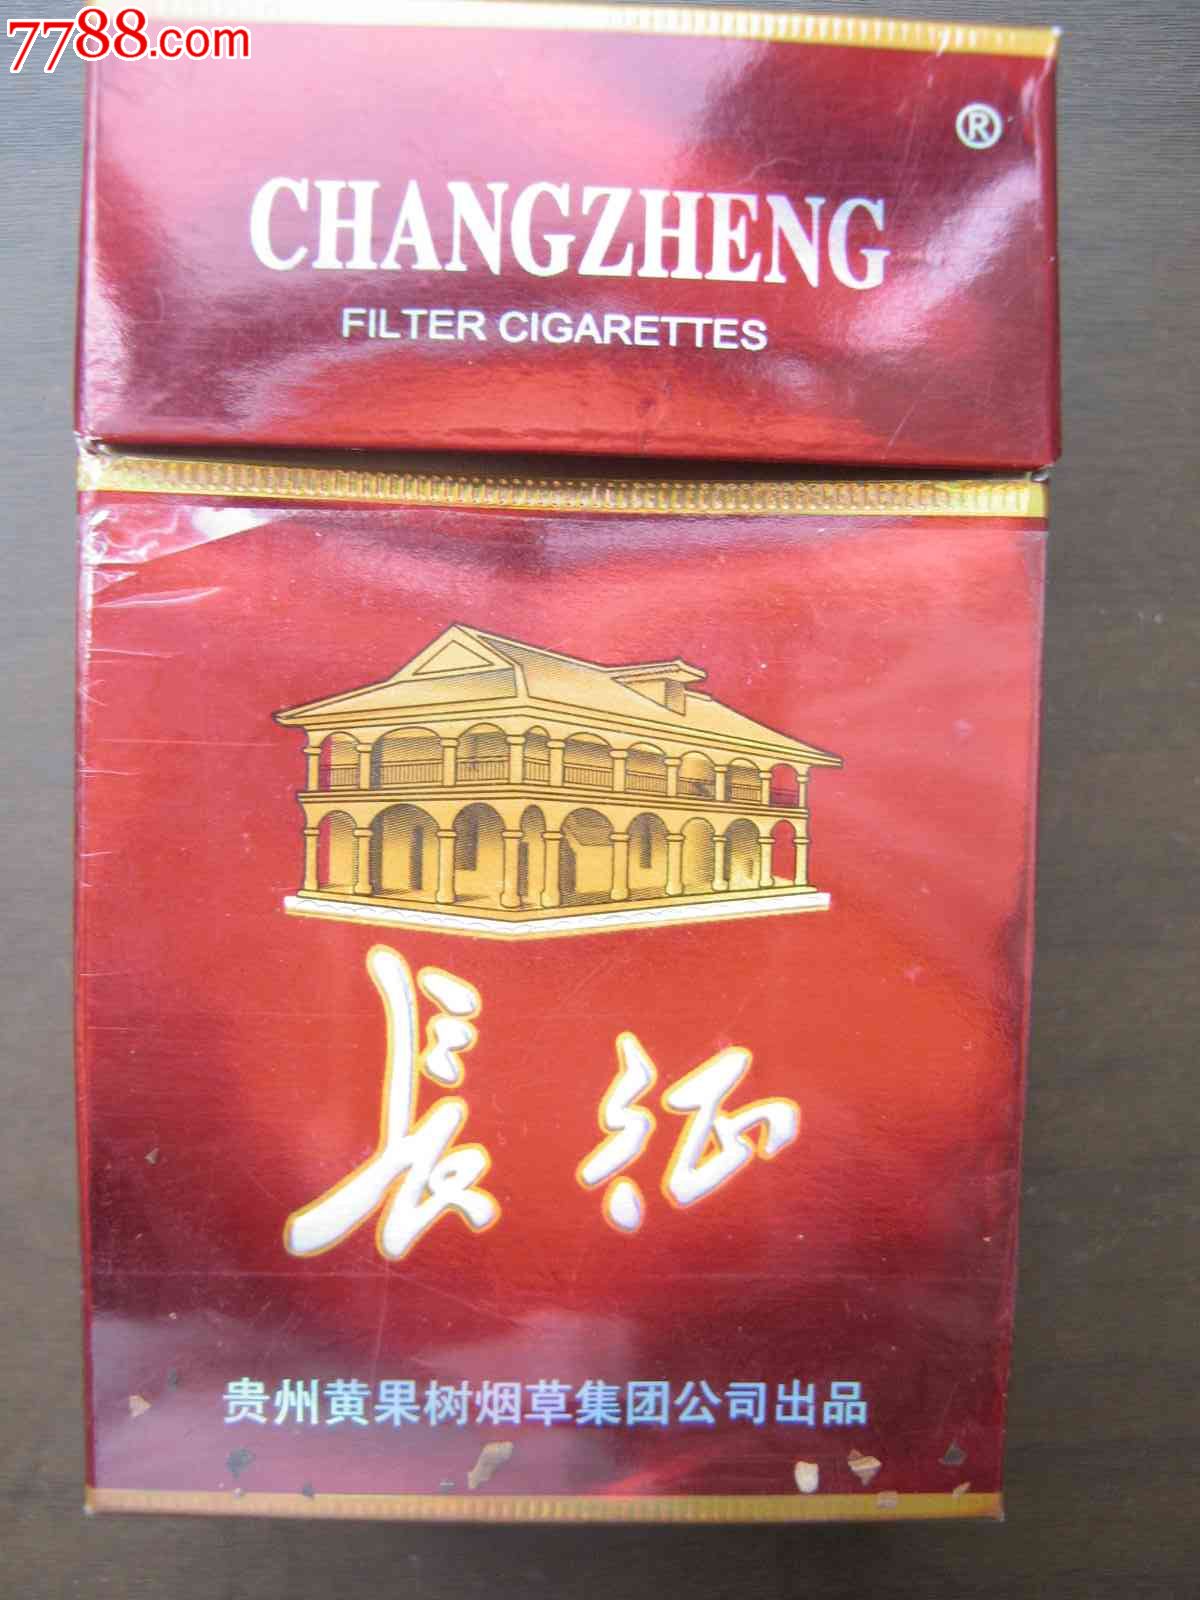 7788.com
®
CHANGZHENG
FILTER CIGARETTES
長征
贵州黄果树烟草集团公司出品